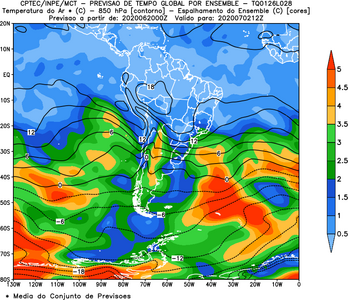 CPTEC/INPE/MCT - PREVISAO DE TEMPO GLOBAL POR ENSEMBLE - TQ0126L028
Temperatura do Ar * (C) - 850 hPa [contorno] - Espalhamento do Ensemble (C) [cores]
Previsao a partir de: 2020062000Z Valido para: 2020070212Z
20N
10N
EQ
10S
20S
30S
40S
50S
60S
70S
80S
18
12
12
12
6
6
6
6
0
0
-6
-6
-12
-18
5
4.5
4
3.5
3
2.5
2
1.5
1
0.5
130W 120W 110W 100W 90W 80W 70W 60W 50W 40W 30W 20W 10W 0
* Media do Conjunto de Previsoes